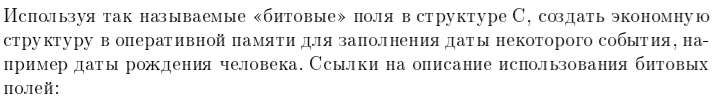 Используя так называемые «битовые» поля в структуре C, создать экономную
структуру в оперативной памяти для заполнения даты некоторого события, на-
пример даты рождения человека. Ссылки на описание использования битовых
полей: